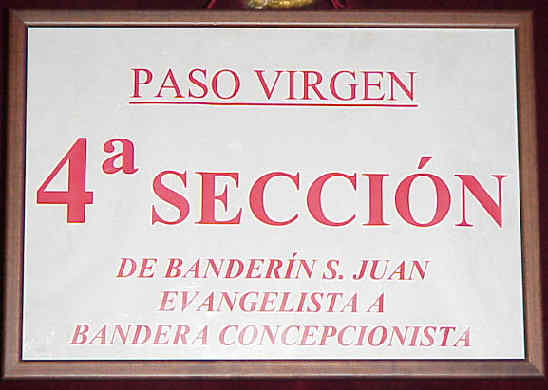 PASO VIRGEN
4ª SECCIÓN
DE BANDERÍN S. JUAN
EVANGELISTA A
BANDERA CONCEPCIONISTA